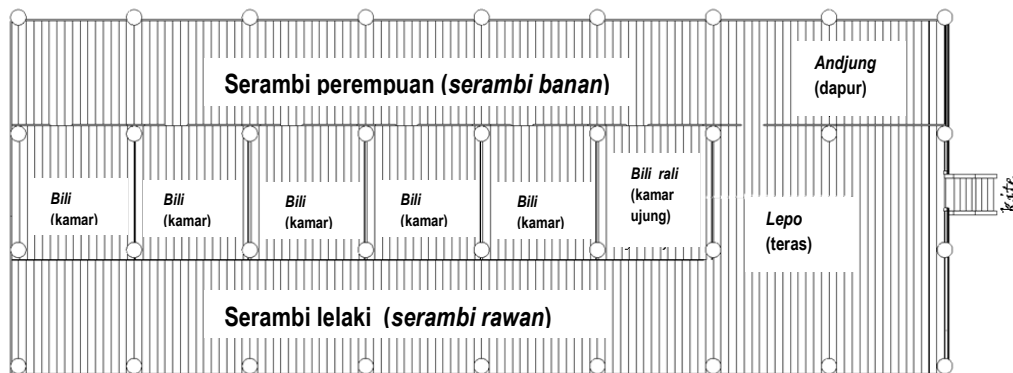 Andjung
(dapur)
Serambi perempuan (serambi banan)
Bili
(kamar)
Bili
(kamar)
Bili
(kamar)
Bili
(kamar)
Bili
(kamar)
Bili rali
(kamar
ujung)
Lepo
(teras)
kite
Serambi lelaki (serambi rawan)